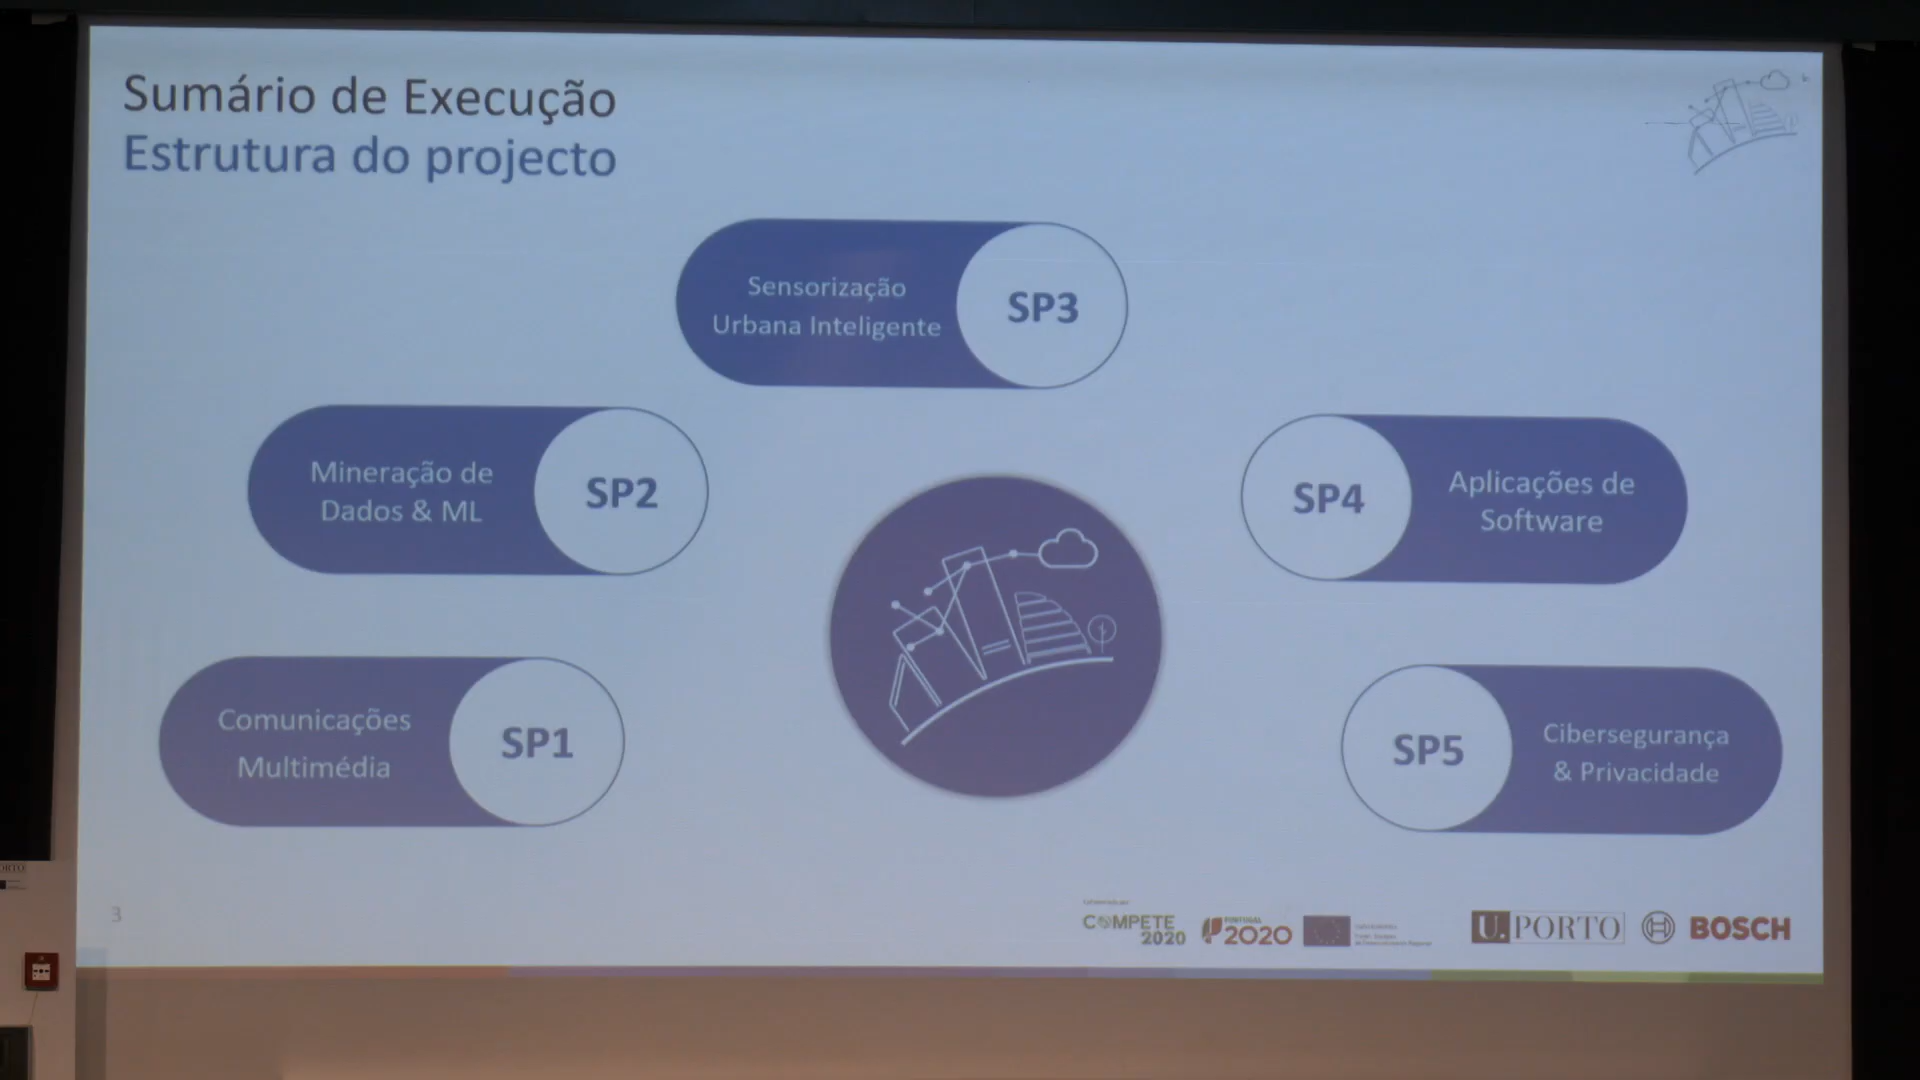 Sumário de Execução
Estrutura do projecto
Sensorização
Urbana Inteligente
SP3
Mineração de
Dados & ML
SP2
SP4
Aplicações de
Software
Comunicações
Multimédia
SP1
SP5
Cibersegurança
& Privacidade
3
COMPETE
2020
PORTUGAL
2020
U.PORTO
BOSCH